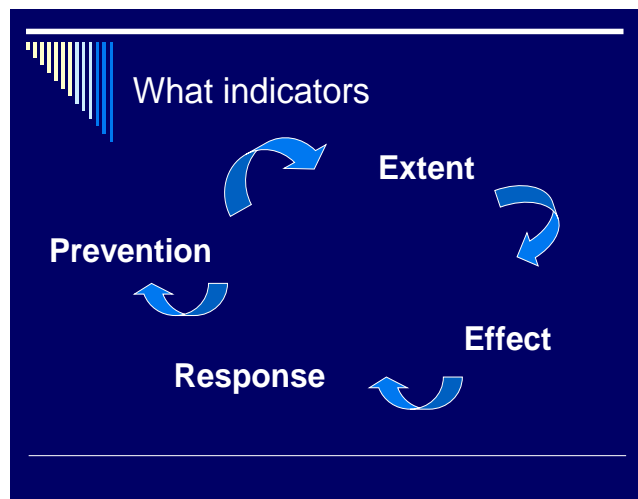 What indicators
Extent
Prevention
Effect
Response